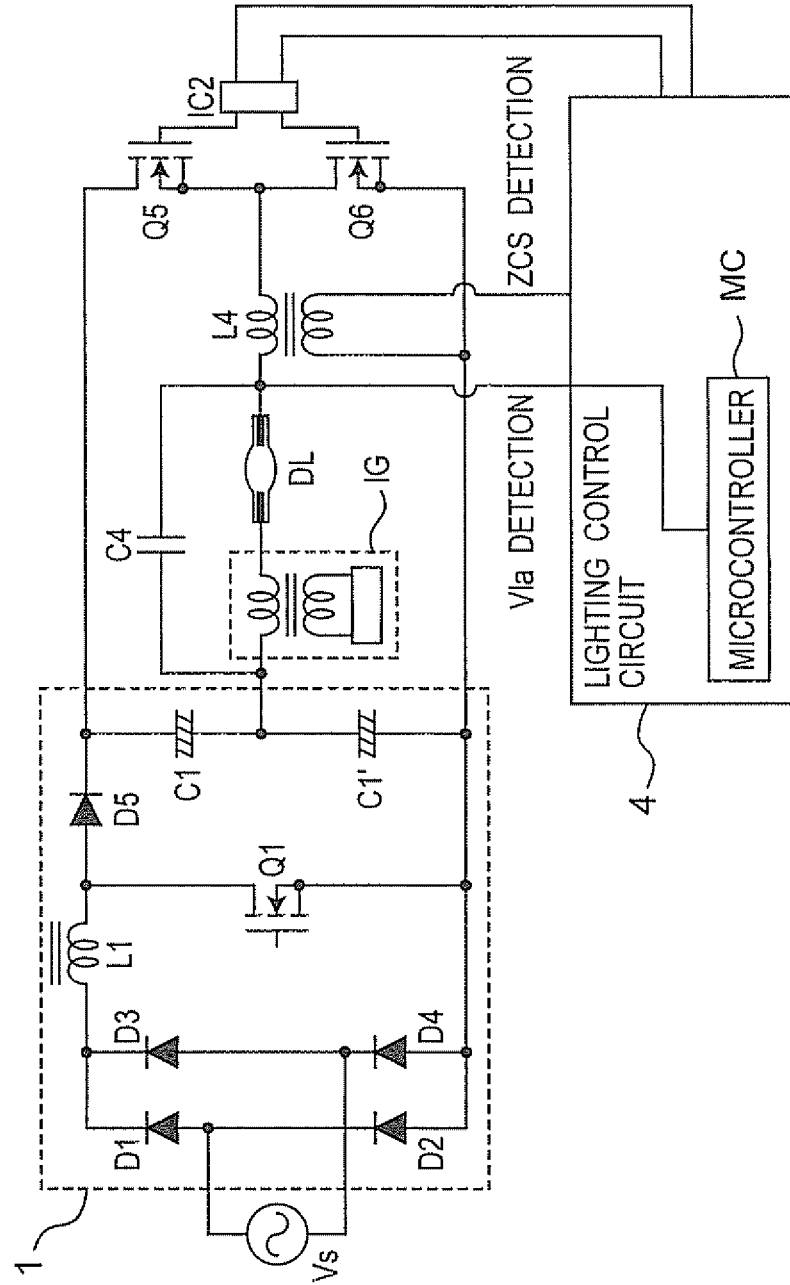 1
Vs
D1
D3
D2
D4
L1
Q1
D5
C1
C1'
C4
IG
DL
L4
Q5
Q6
IC2
Vla DETECTION
ZCS DETECTION
4
LIGHTING CONTROL
CIRCUIT
MICROCONTROLLER
MC